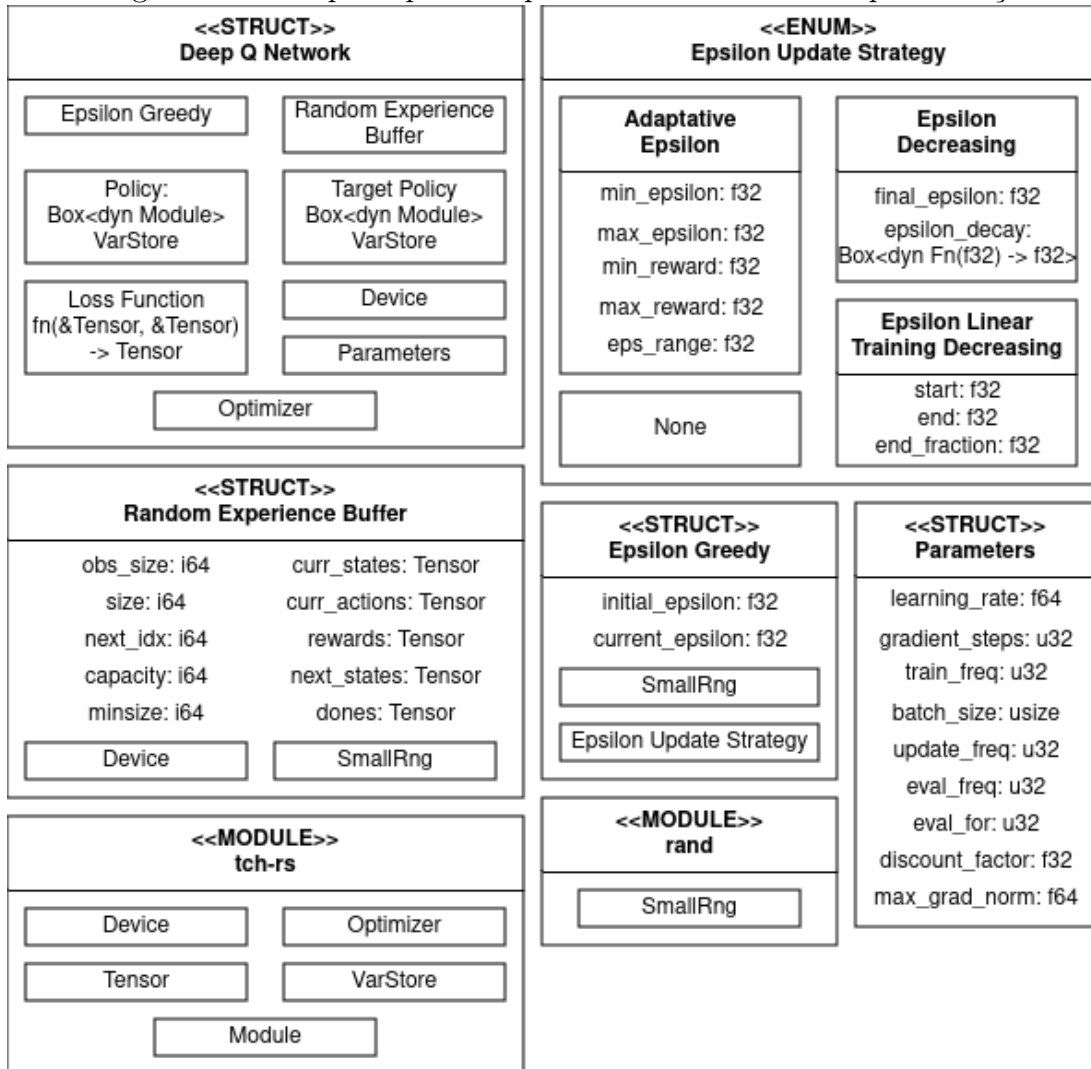 <<STRUCT>>
Deep Q Network
Epsilon Greedy
Random Experience
Buffer
Policy:
Box<dyn Module>
VarStore
Target Policy
Box<dyn Module>
VarStore
Loss Function
fn(&Tensor, &Tensor)
-> Tensor
Device
Parameters
Optimizer
<<ENUM>>
Epsilon Update Strategy
Adaptative
Epsilon
min_epsilon: f32
max_epsilon: f32
min_reward: f32
max_reward: f32
eps_range: f32
Epsilon
Decreasing
final_epsilon: f32
epsilon_decay:
Box<dyn Fn(f32) -> f32>
None
Epsilon Linear
Training Decreasing
start: f32
end: f32
end_fraction: f32
<<STRUCT>>
Random Experience Buffer
obs_size: i64
size: i64
next_idx: i64
capacity: i64
minsize: i64
curr_states: Tensor
curr_actions: Tensor
rewards: Tensor
next_states: Tensor
dones: Tensor
Device
SmallRng
<<STRUCT>>
Epsilon Greedy
initial_epsilon: f32
current_epsilon: f32
SmallRng
Epsilon Update Strategy
<<STRUCT>>
Parameters
learning_rate: f64
gradient_steps: u32
train_freq: u32
batch_size: usize
update_freq: u32
eval_freq: u32
eval_for: u32
discount_factor: f32
max_grad_norm: f64
<<MODULE>>
tch-rs
Device
Optimizer
Tensor
VarStore
Module
<<MODULE>>
rand
SmallRng